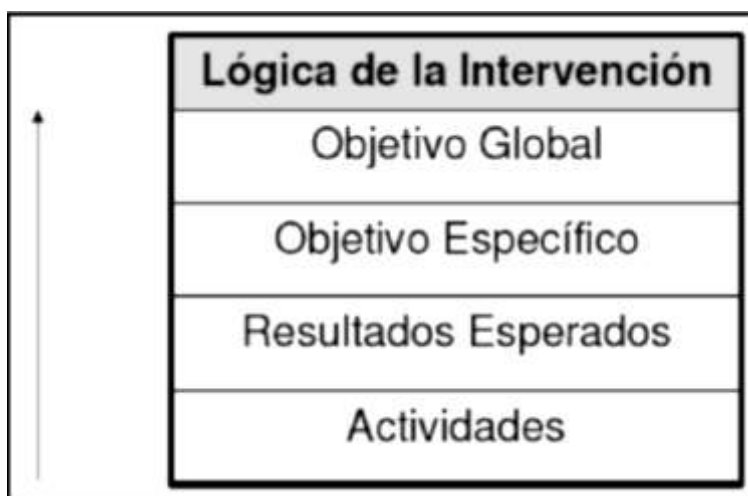 Lógica de la Intervención
Objetivo Global
Objetivo Específico
Resultados Esperados
Actividades